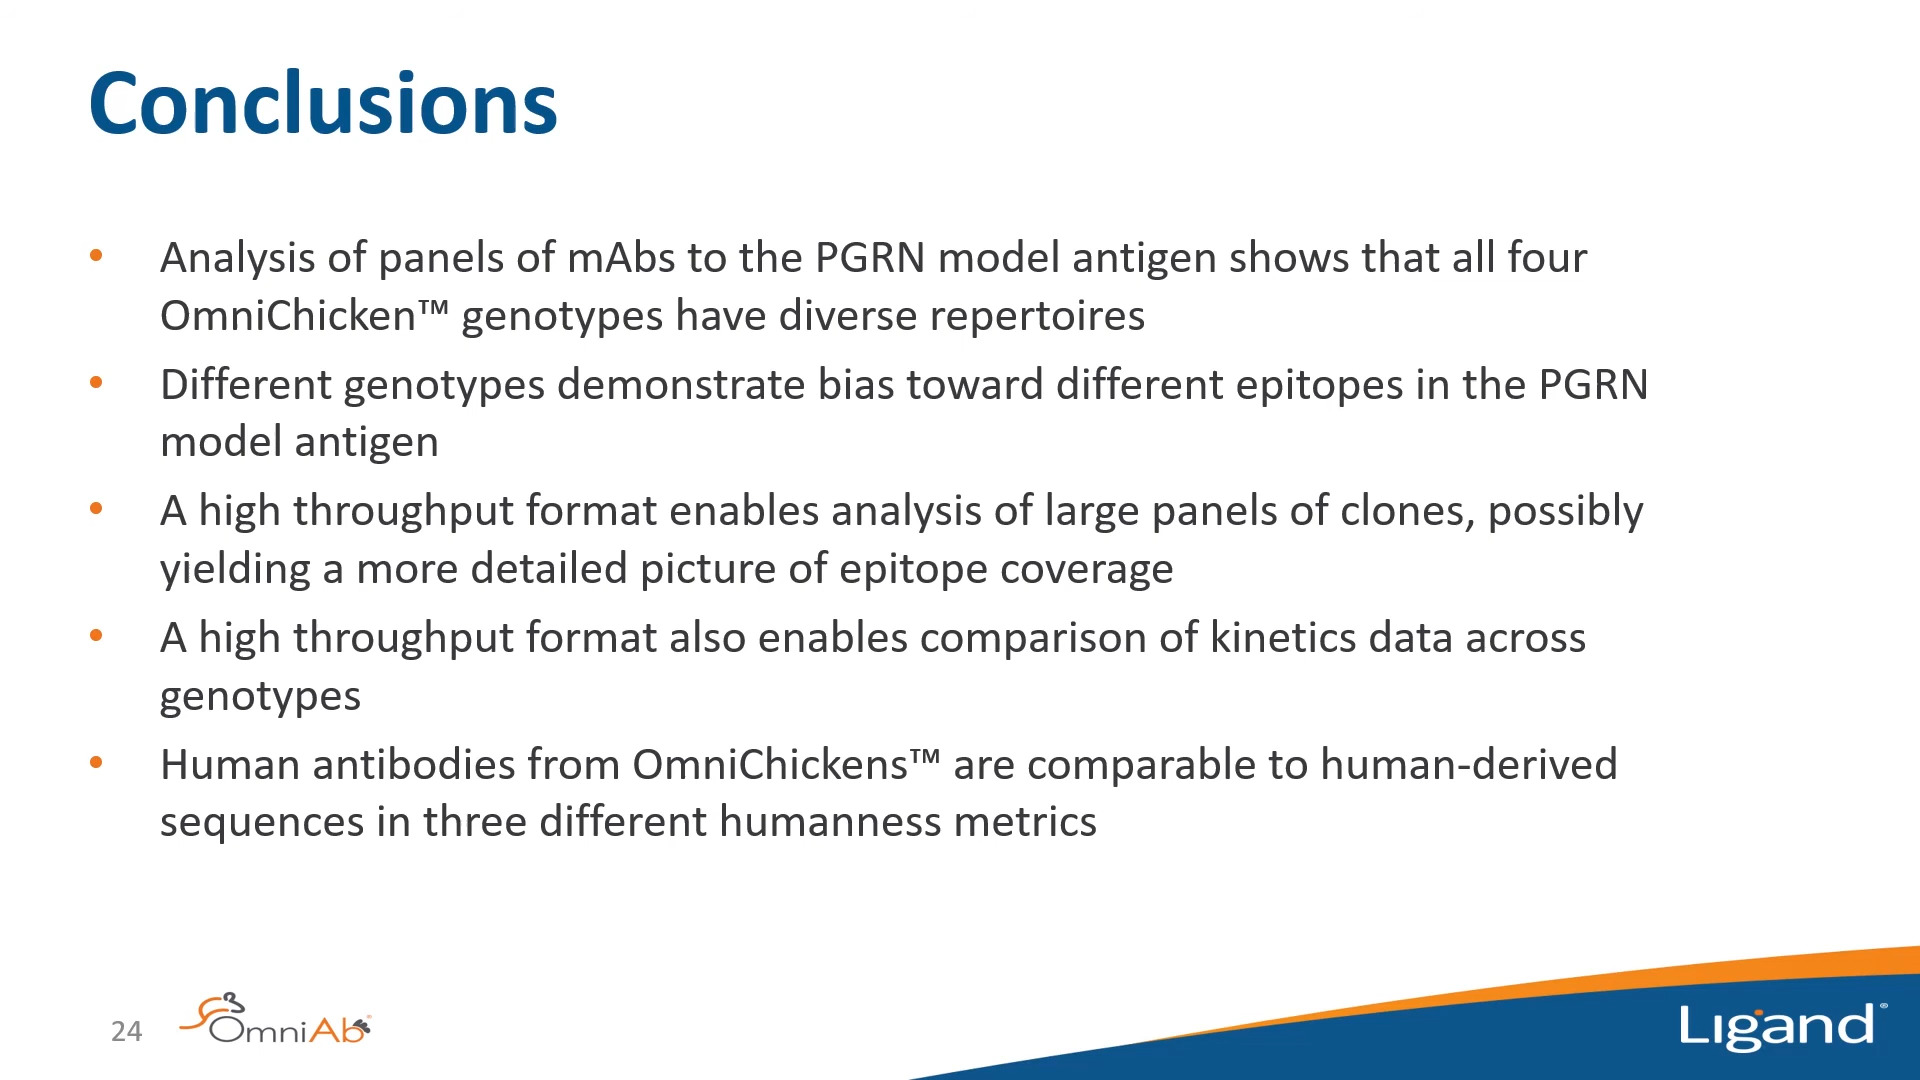 Conclusions
• Analysis of panels of mAbs to the PGRN model antigen shows that all four
OmniChicken™ genotypes have diverse repertoires
• Different genotypes demonstrate bias toward different epitopes in the PGRN
model antigen
• A high throughput format enables analysis of large panels of clones, possibly
yielding a more detailed picture of epitope coverage
• A high throughput format also enables comparison of kinetics data across
genotypes
• Human antibodies from OmniChickens™ are comparable to human-derived
sequences in three different humanness metrics
24
OmniAb®
Ligand®